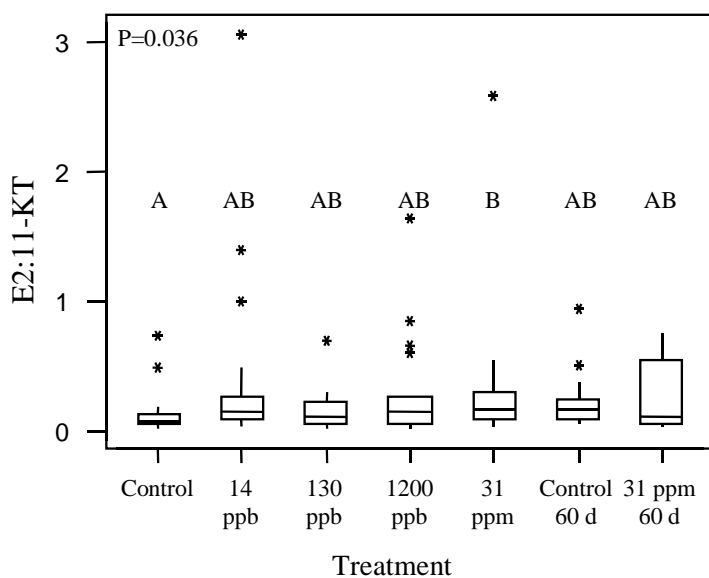 P=0.036
3
2
1
0
E2:11-KT
A AB AB AB B AB AB
Control 14 130 1200 31 Control 31 ppm
ppb ppb ppb ppm 60 d 60 d
Treatment